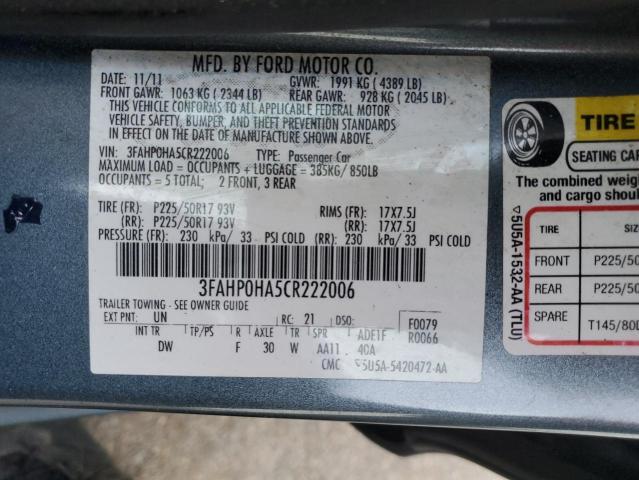 MFD. BY FORD MOTOR CO.
DATE: 11/11 GVWR: 1991 KG ( 4389 LB)
FRONT GAWR: 1063 KG ( 2344 LB) REAR GAWR: 928 KG ( 2045 LB)
THIS VEHICLE CONFORMS TO ALL APPLICABLE FEDERAL MOTOR
VEHICLE SAFETY, BUMPER, AND THEFT PREVENTION STANDARDS
IN EFFECT ON THE DATE OF MANUFACTURE SHOWN ABOVE.
VIN: 3FAHP0HA5CR222006 TYPE: Passenger Car
MAXIMUM LOAD = OCCUPANTS + LUGGAGE = 385KG/ 850LB
OCCUPANTS = 5 TOTAL; 2 FRONT, 3 REAR
TIRE (FR): P225/50R17 93V RIMS (FR): 17X7.5J
(RR): P225/50R17 93V (RR): 17X7.5J
PRESSURE (FR): 230 kPa/ 33 PSI COLD (RR): 230 kPa/ 33 PSI COLD
3FAHP0HA5CR222006
TRAILER TOWING - SEE OWNER GUIDE
EXT PNT: UN RC: 21 DSO: F0079
INT TR TP/PS R AXLE TR SPR ADE1F R0066
DW F 30 W AA11 40A
CMC 5U5A-5420472-AA
5U5A-1532-AA (TLU)
TIRE
SEATING CAP
The combined weigh
and cargo shou
TIRE SIZ
FRONT P225/50
REAR P225/50
SPARE T145/80D